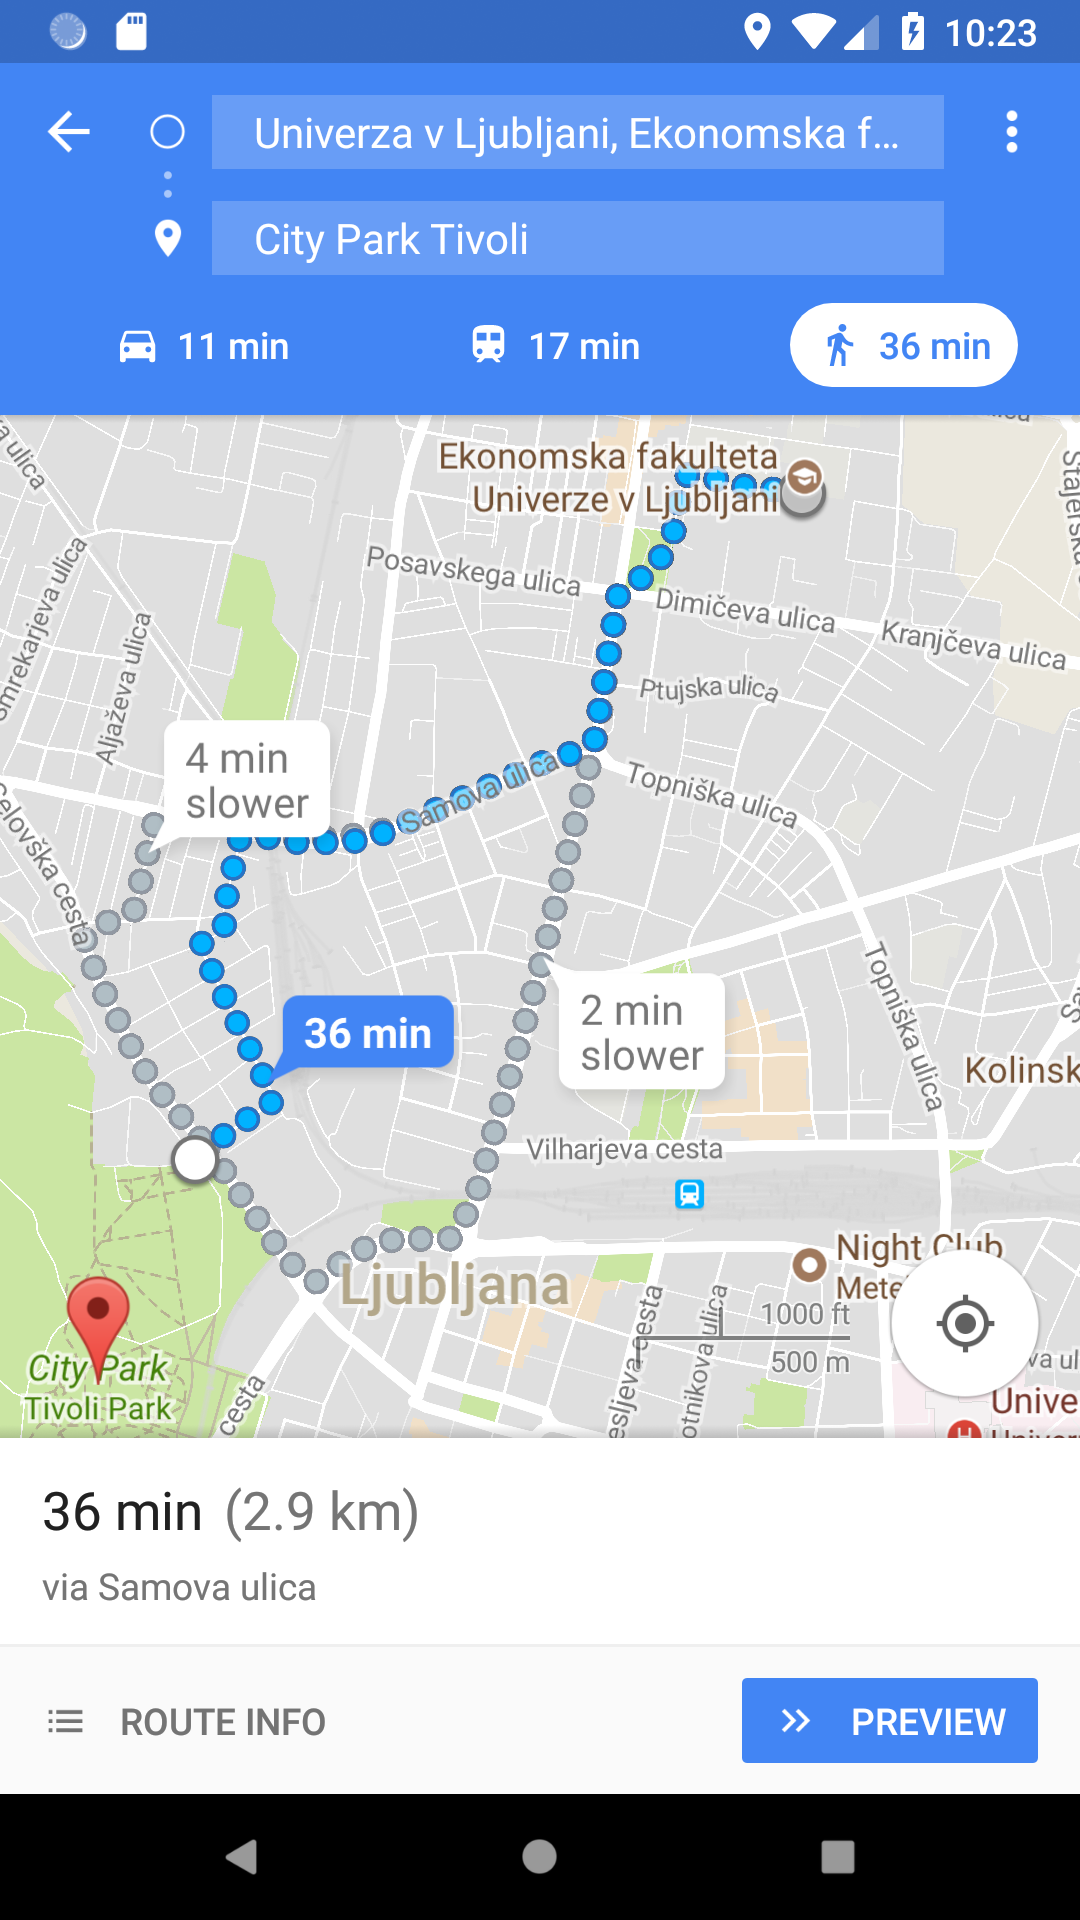 10:23
Univerza v Ljubljani, Ekonomska f...
City Park Tivoli
11 min
17 min
36 min
Ekonomska fakulteta
Univerze v Ljubljani
Posavskega ulica
Dimičeva ulica
Kranjčeva ulica
Ptujska ulica
Aljaževa ulica
4 min
slower
Samova ulica
Topniška ulica
Celovška cesta
Topniška ulica
36 min
2 min
slower
Kolinsk
Vilharjeva cesta
Night Club
Mete
Ljubljana
1000 ft
500 m
City Park
Tivoli Park
cesta
Unive
36 min (2.9 km)
via Samova ulica
ROUTE INFO
PREVIEW